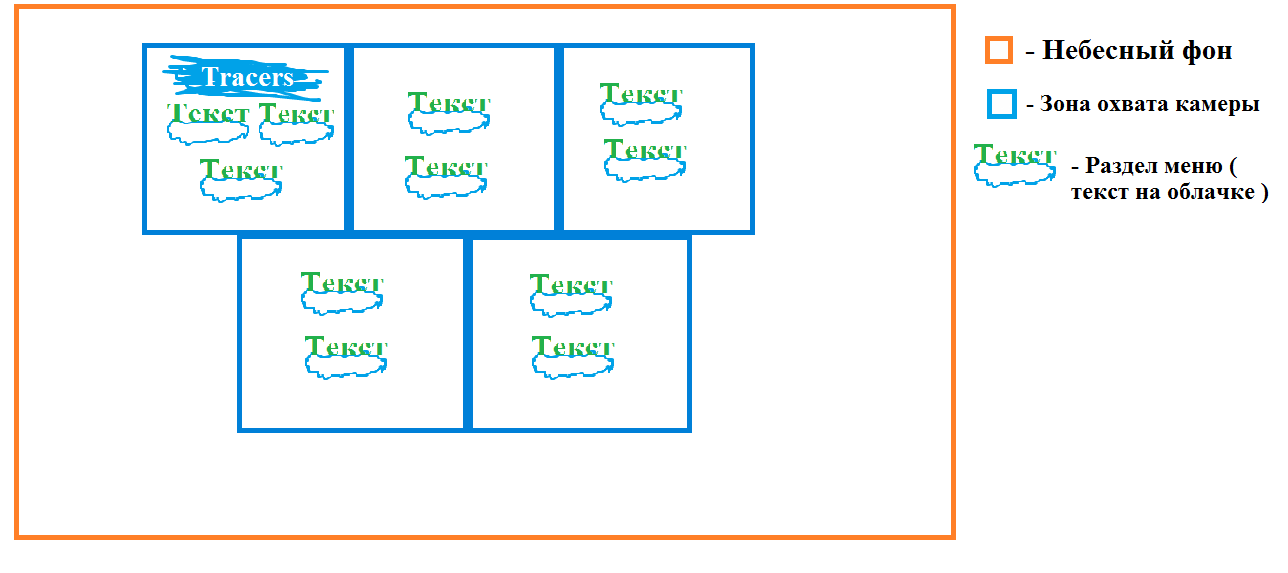 Tracers
Текст Текст
Текст
Текст
Текст
Текст
Текст
Текст
Текст
Текст
Текст
- Небесный фон
- Зона охвата камеры
Текст
- Раздел меню (
текст на облачке )